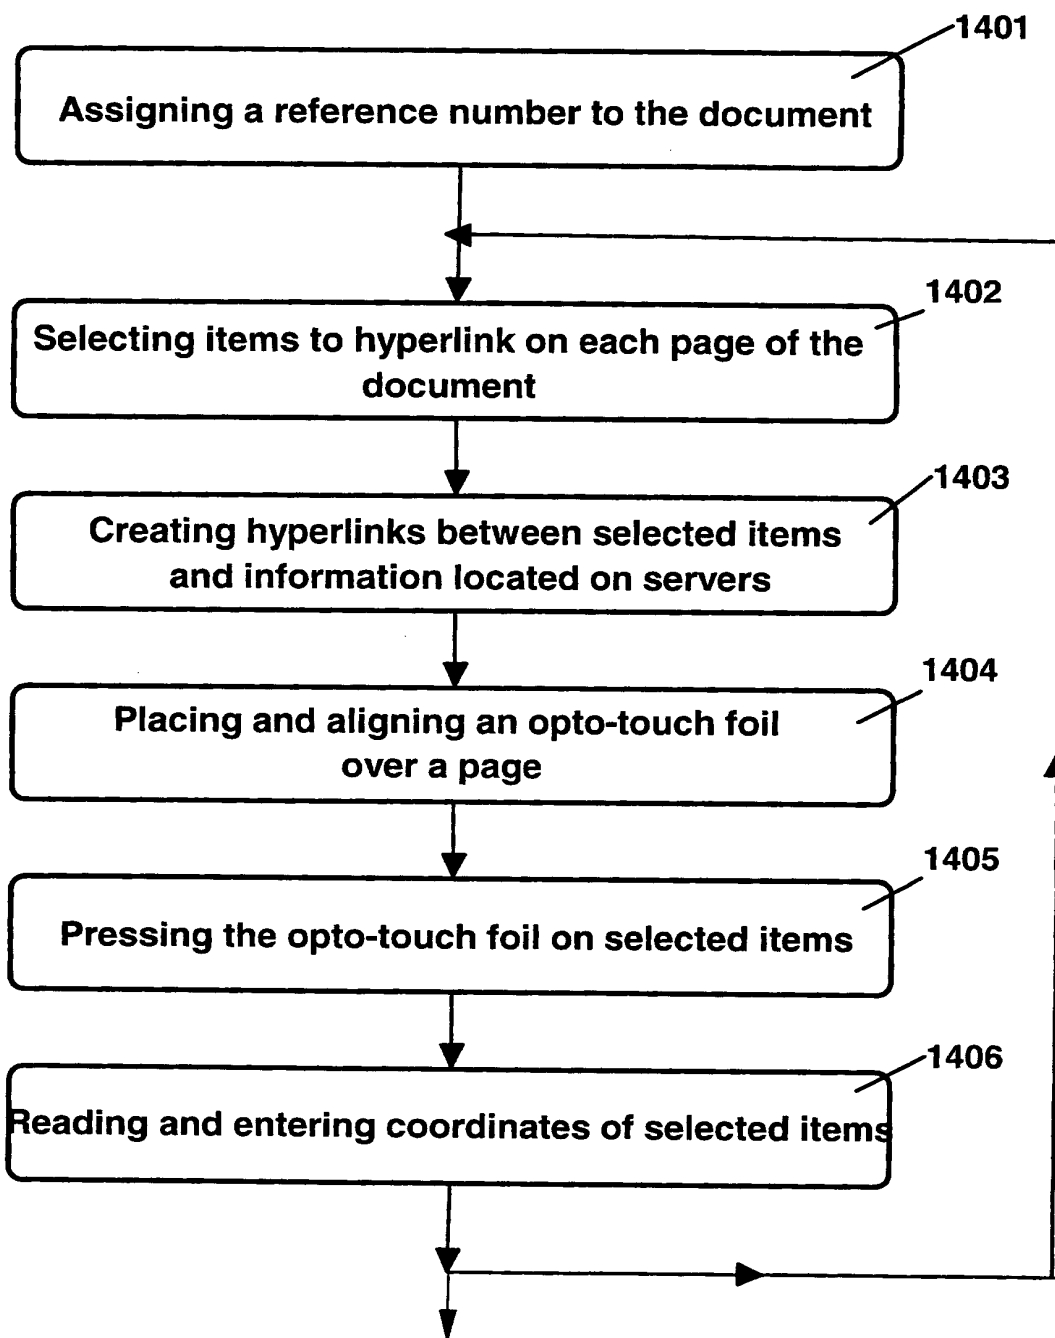 1401
Assigning a reference number to the document
1402
Selecting items to hyperlink on each page of the
document
1403
Creating hyperlinks between selected items
and information located on servers
1404
Placing and aligning an opto-touch foil
over a page
1405
Pressing the opto-touch foil on selected items
1406
Reading and entering coordinates of selected items